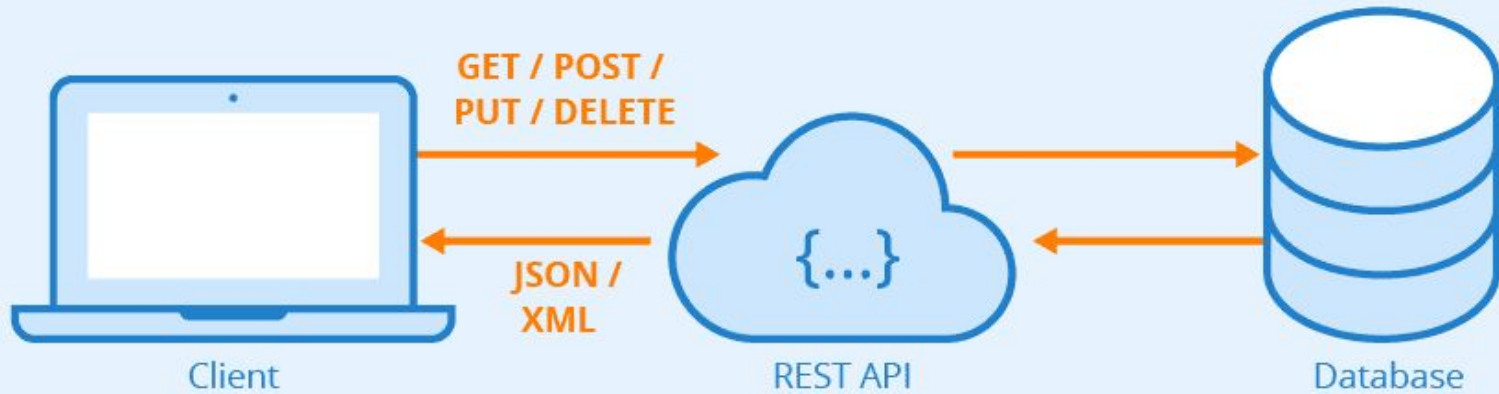 GET / POST /
PUT / DELETE
{...}
JSON /
XML
Client
REST API
Database